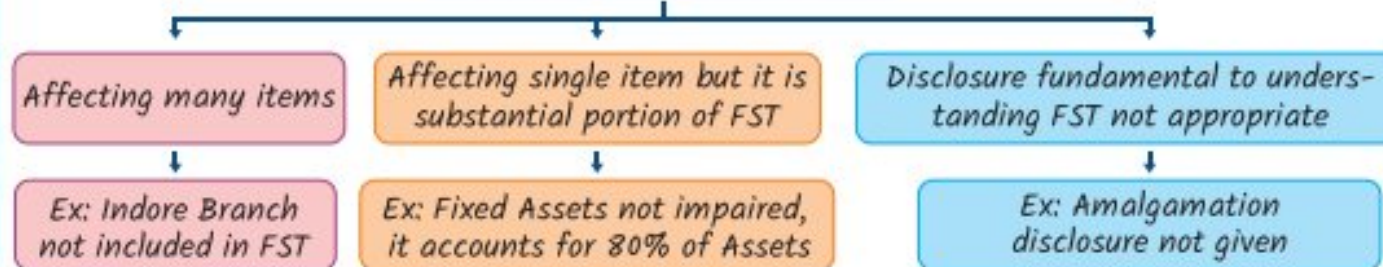 Affecting many items
Affecting single item but it is
substantial portion of FST
Disclosure fundamental to unders-
tanding FST not appropriate
Ex: Indore Branch
not included in FST
Ex: Fixed Assets not impaired,
it accounts for 80% of Assets
Ex: Amalgamation
disclosure not given